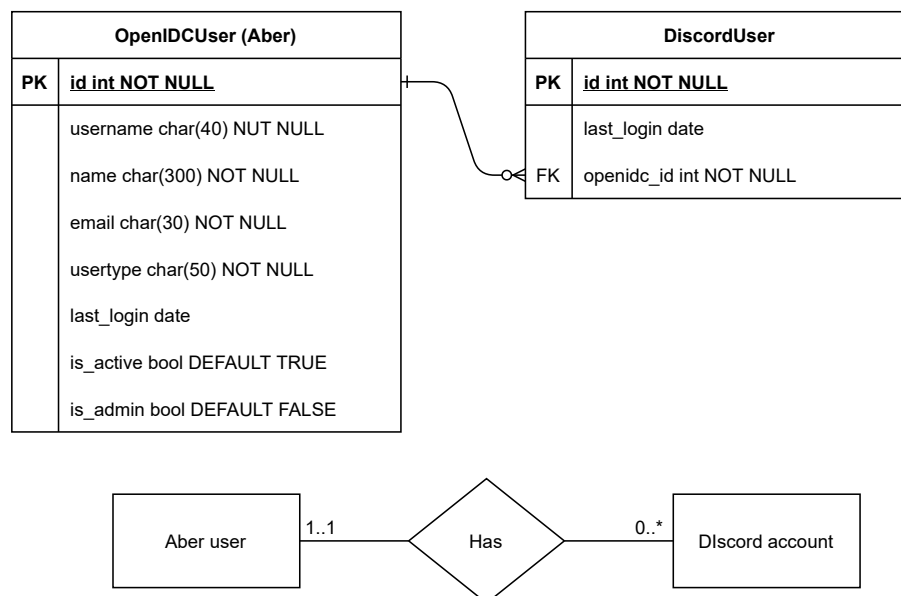 OpenIDCUser (Aber)
PK id int NOT NULL
username char(40) NUT NULL
name char(300) NOT NULL
email char(30) NOT NULL
usertype char(50) NOT NULL
last_login date
is_active bool DEFAULT TRUE
is_admin bool DEFAULT FALSE
DiscordUser
PK id int NOT NULL
last_login date
FK openidc_id int NOT NULL
Aber user
1..1
Has
0..*
DIscord account